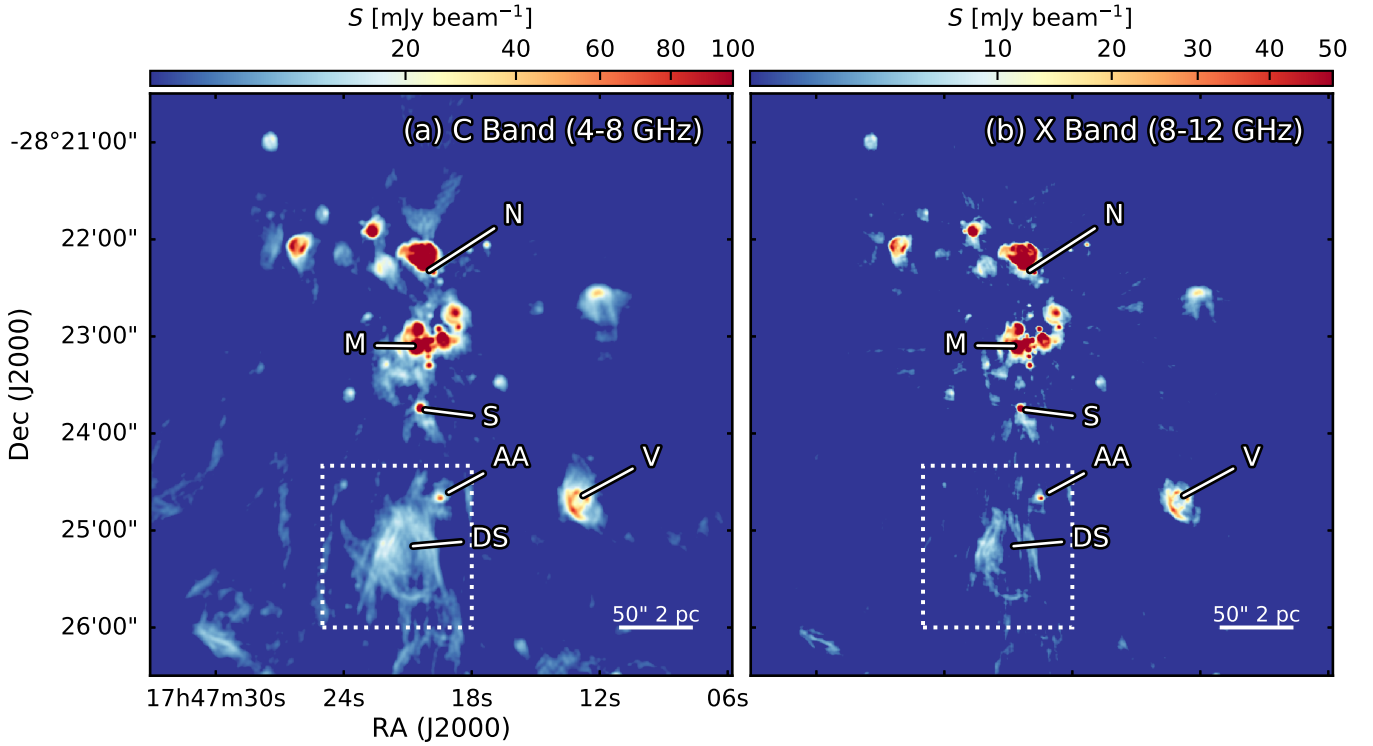 S [mJy beam⁻¹]
20 40 60 80 100
S [mJy beam⁻¹]
10 20 30 40 50
(a) C Band (4-8 GHz)
(b) X Band (8-12 GHz)
-28°21'00"
22'00"
23'00"
24'00"
25'00"
26'00"
Dec (J2000)
N
M
S
AA
V
DS
50" 2 pc
N
M
S
AA
V
DS
50" 2 pc
17h47m30s 24s 18s 12s 06s
RA (J2000)